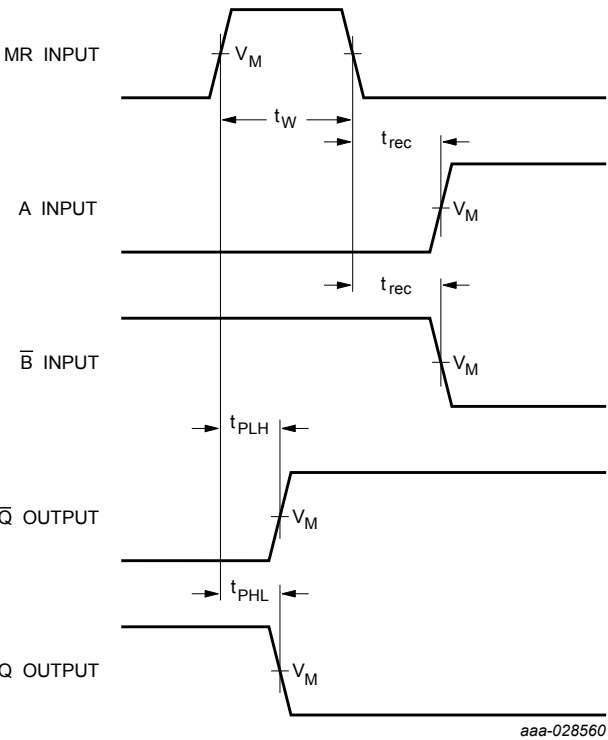 MR INPUT
V_M
t_W
t_rec
A INPUT
V_M
t_rec
B̅ INPUT
V_M
t_PLH
Q̅ OUTPUT
V_M
t_PHL
Q OUTPUT
V_M
aaa-028560